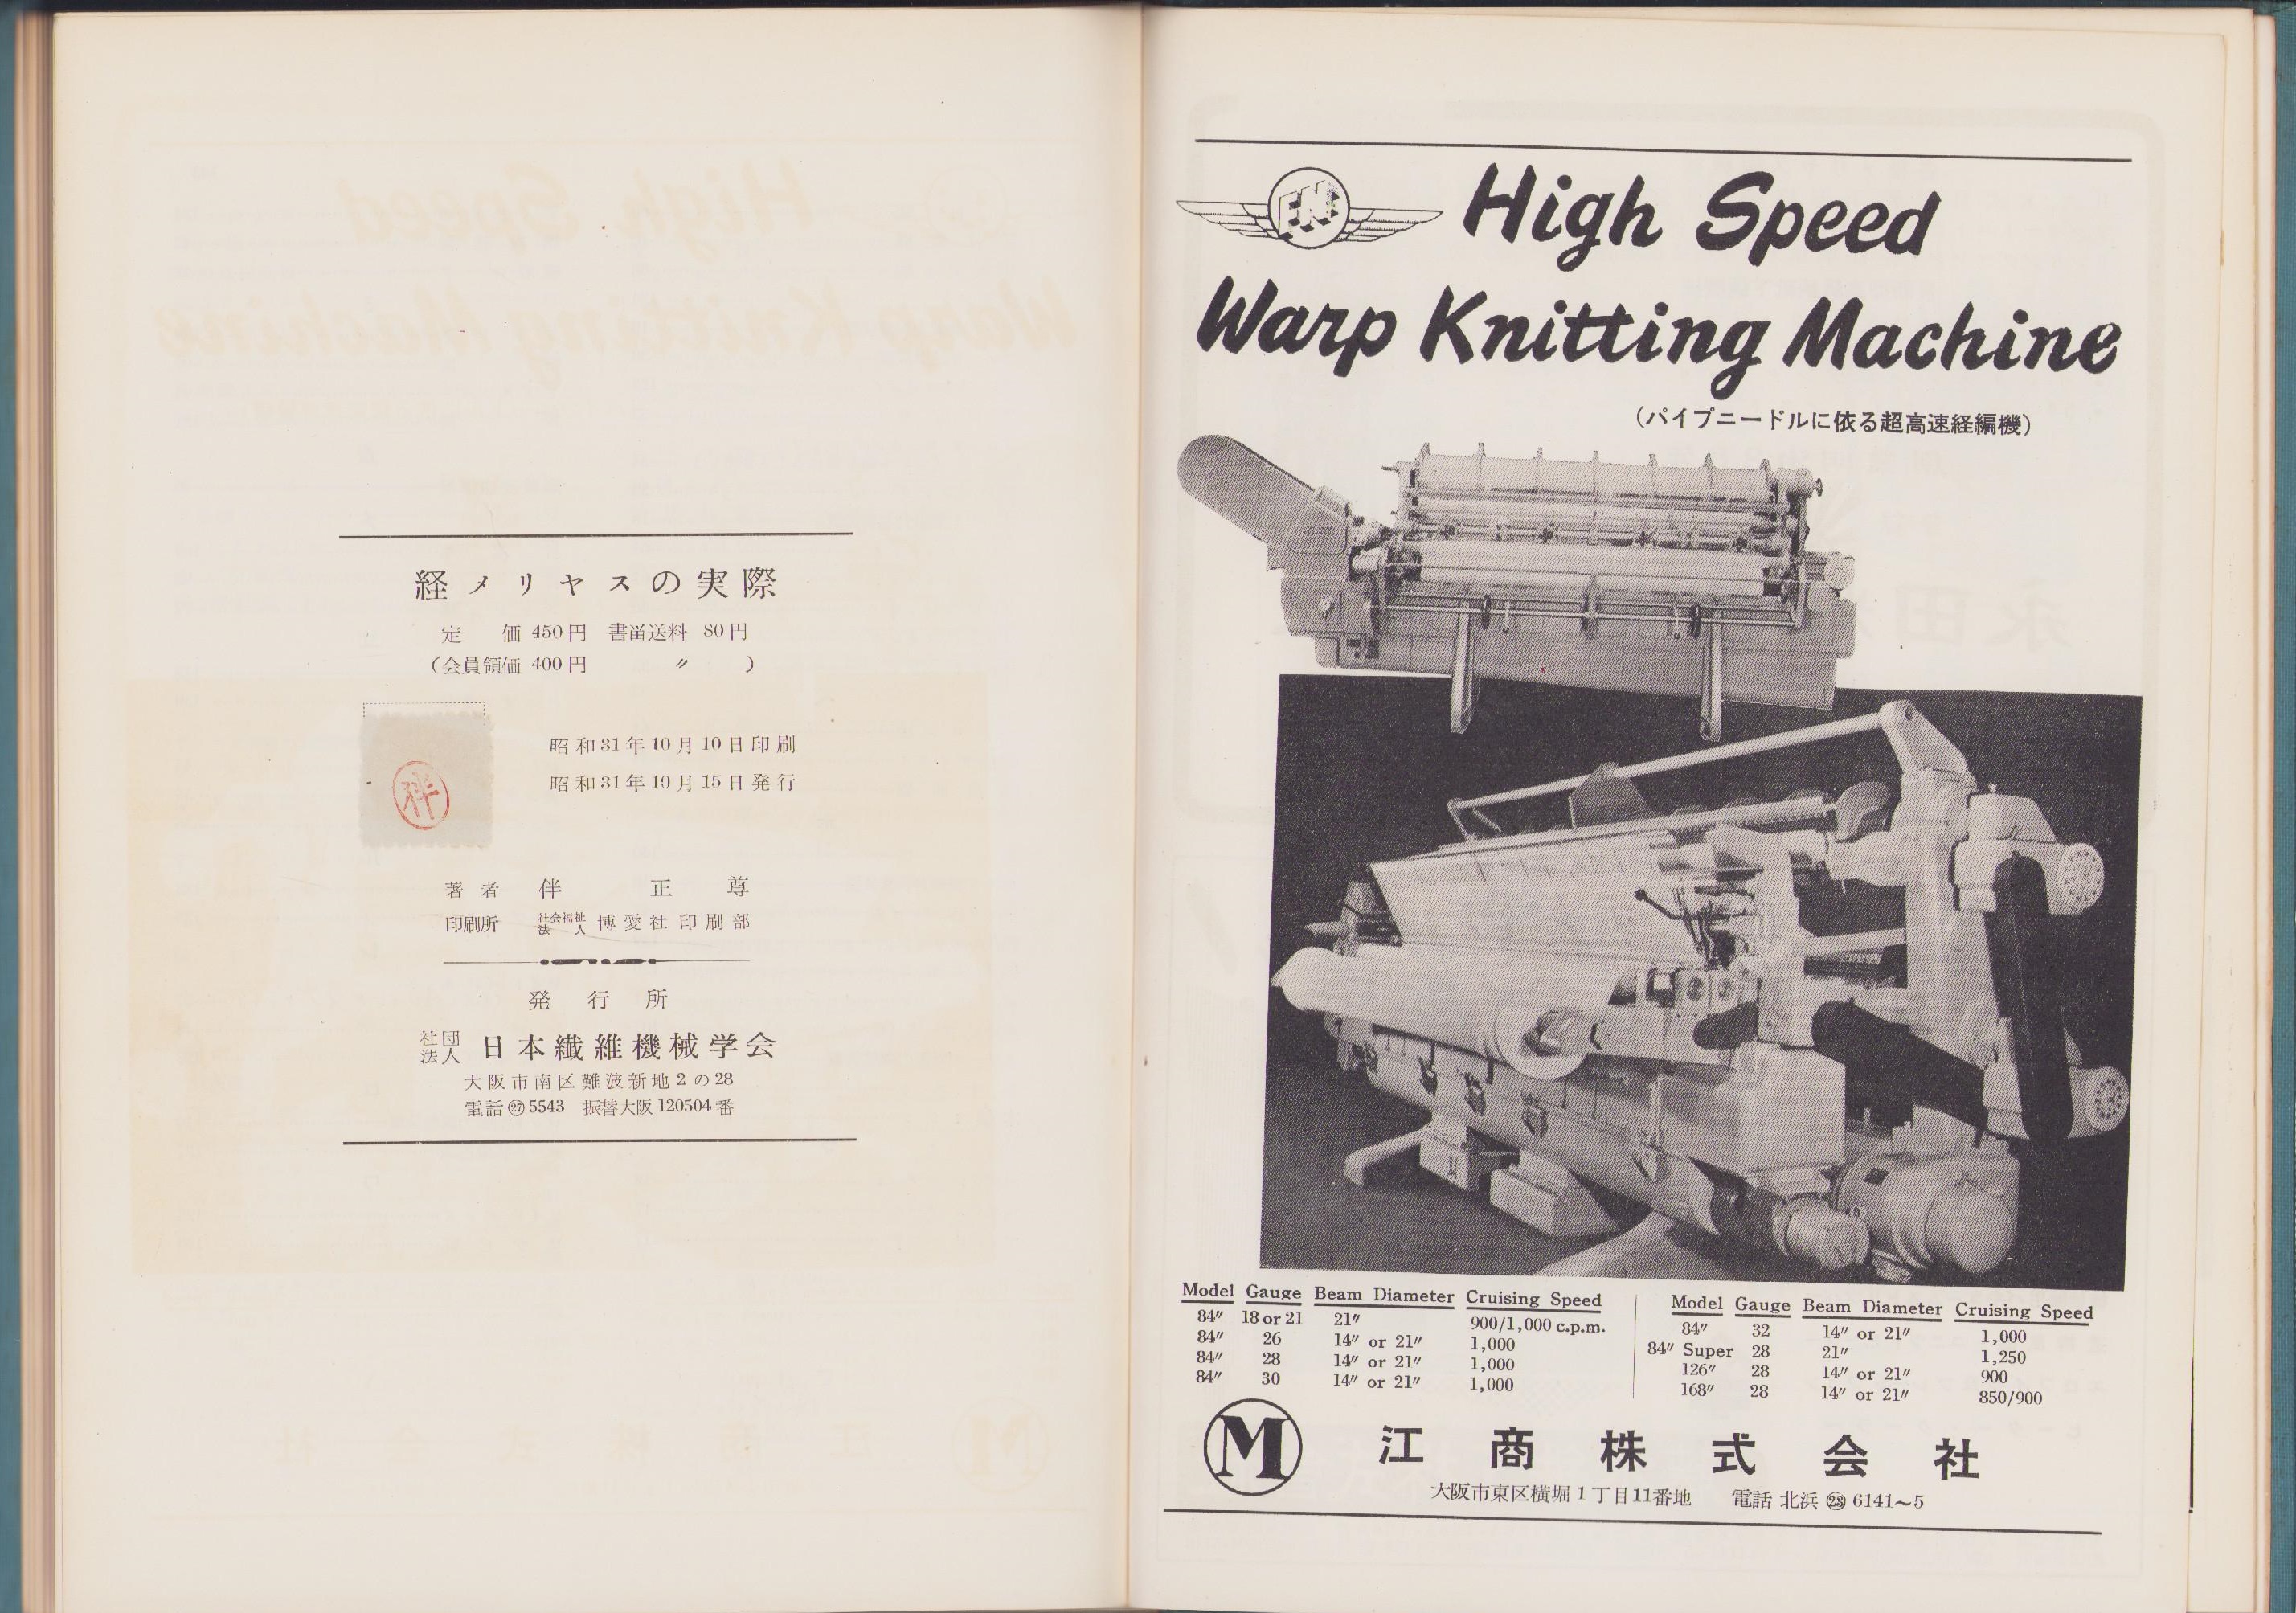 経メリヤスの実際
定　価 450円　書留送料 80円
（会員領価 400円　〃　）
昭和31年10月10日印刷
昭和31年10月15日発行
伴
著者　伴　正　尊
印刷所　社会福祉法人 博愛社印刷部
発行所
社団法人 日本繊維機械学会
大阪市南区難波新地2の28
電話㉗5543　振替大阪120504番
FNF
High Speed
Warp Knitting Machine
（パイプニードルに依る超高速経編機）
Model Gauge Beam Diameter Cruising Speed
84″ 18 or 21 21″ 900/1,000 c.p.m.
84″ 26 14″ or 21″ 1,000
84″ 28 14″ or 21″ 1,000
84″ 30 14″ or 21″ 1,000
Model Gauge Beam Diameter Cruising Speed
84″ 32 14″ or 21″ 1,000
84″ Super 28 21″ 1,250
126″ 28 14″ or 21″ 900
168″ 28 14″ or 21″ 850/900
M 江商株式会社
大阪市東区横堀1丁目11番地　電話 北浜 ㉓ 6141〜5